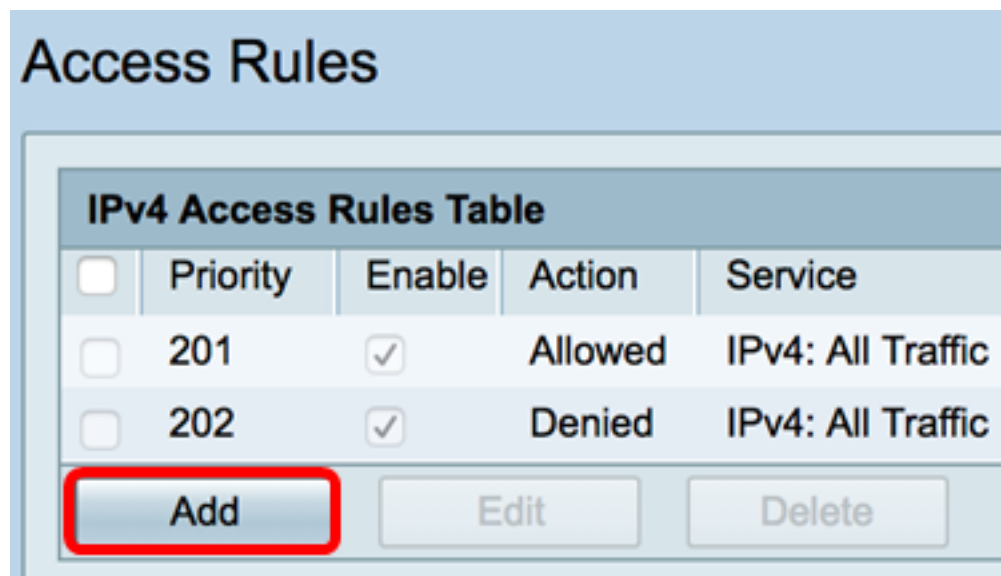 Access Rules
IPv4 Access Rules Table
Priority Enable Action Service
201 Allowed IPv4: All Traffic
202 Denied IPv4: All Traffic
Add Edit Delete